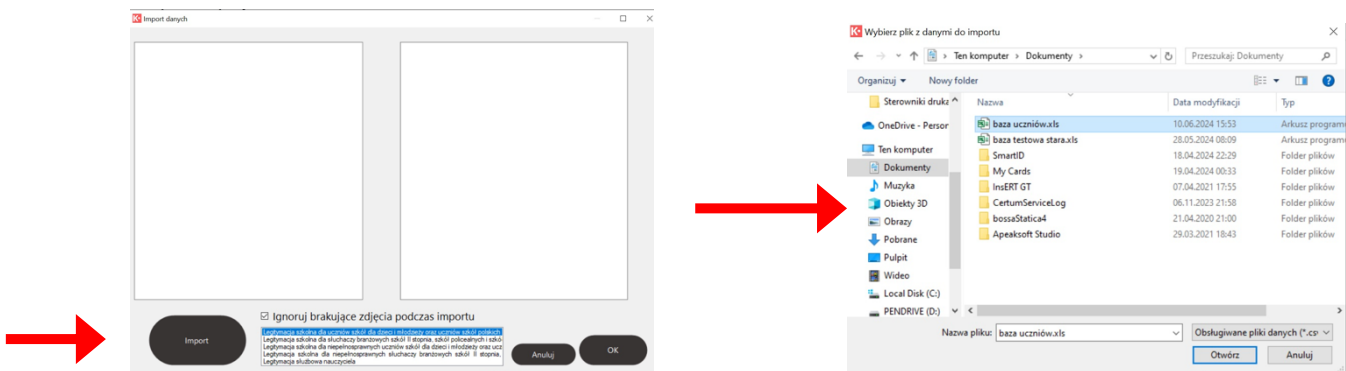 Import danych
Ignoruj brakujące zdjęcia podczas importu
Import
Legitymacja szkolna dla uczniów szkół dla dzieci i młodzieży oraz uczniów szkół polskich
Legitymacja szkolna dla słuchaczy branżowych szkół II stopnia, szkół policealnych i szkó
Legitymacja szkolna dla niepełnosprawnych uczniów szkół dla dzieci i młodzieży oraz ucz
Legitymacja szkolna dla niepełnosprawnych słuchaczy branżowych szkół II stopnia,
Legitymacja służbowa nauczyciela
Anuluj
OK
Wybierz plik z danymi do importu
Ten komputer > Dokumenty >
Przeszukaj: Dokumenty
Organizuj
Nowy folder
Sterowniki druka
OneDrive - Person
Ten komputer
Dokumenty
Muzyka
Obiekty 3D
Obrazy
Pobrane
Pulpit
Wideo
Local Disk (C:)
PENDRIVE (D:)
Nazwa Data modyfikacji Typ
baza uczniów.xls 10.06.2024 15:53 Arkusz program
baza testowa stara.xls 28.05.2024 08:09 Arkusz program
SmartID 18.04.2024 22:29 Folder plików
My Cards 19.04.2024 00:33 Folder plików
InsERT GT 07.04.2021 17:55 Folder plików
CertumServiceLog 06.11.2023 21:58 Folder plików
bossaStatica4 21.04.2020 21:00 Folder plików
Apeaksoft Studio 29.03.2021 18:43 Folder plików
Nazwa pliku: baza uczniów.xls
Obsługiwane pliki danych (*.cs
Otwórz
Anuluj